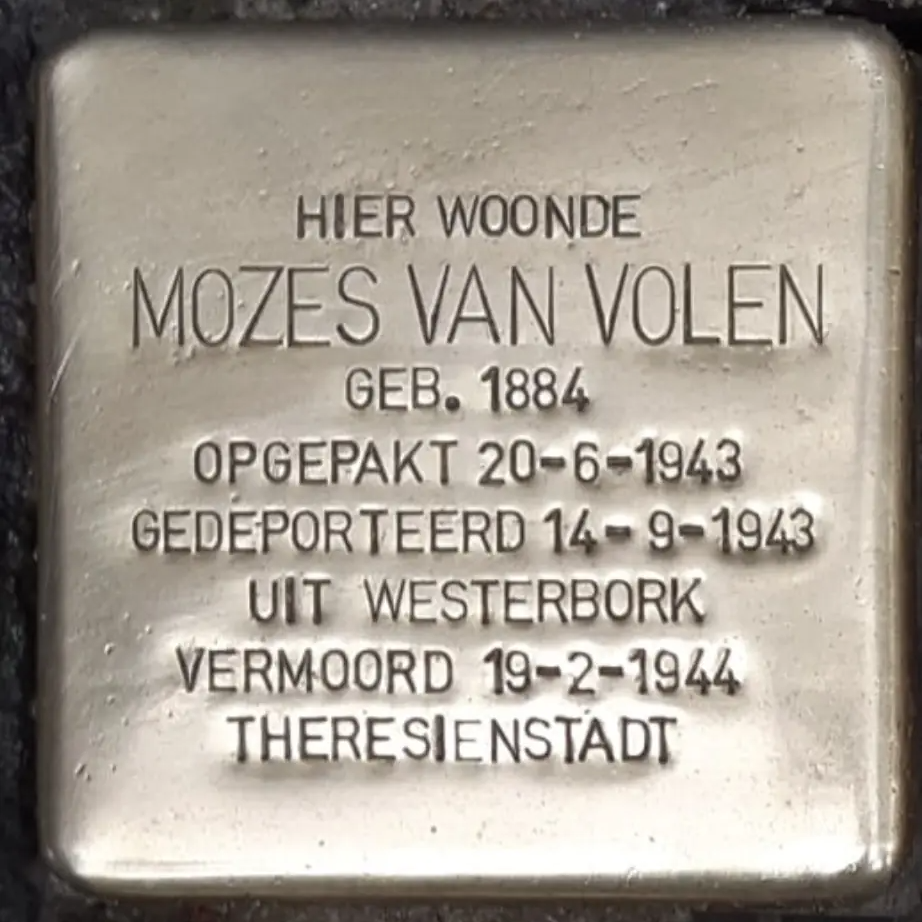 HIER WOONDE
MOZES VAN VOLEN
GEB. 1884
OPGEPAKT 20-6-1943
GEDEPORTEERD 14-9-1943
UIT WESTERBORK
VERMOORD 19-2-1944
THERESIENSTADT